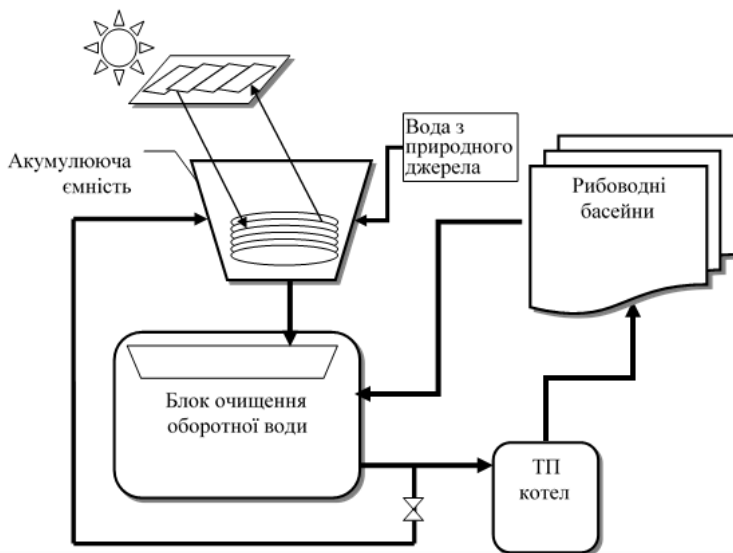 Вода з
природного
джерела
Акумулююча
ємність
Рибоводні
басейни
Блок очищення
оборотної води
ТП
котел